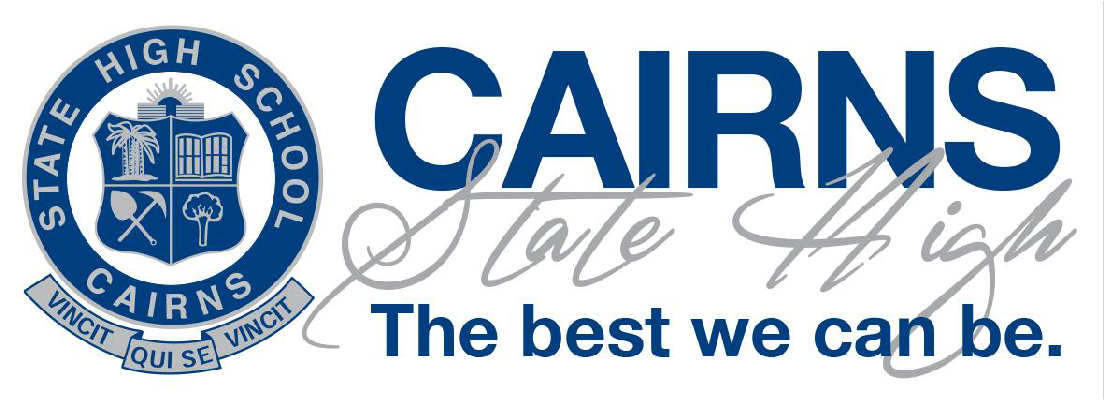 STATE HIGH SCHOOL
CAIRNS
VINCIT QUI SE VINCIT
CAIRNS
State High
The best we can be.